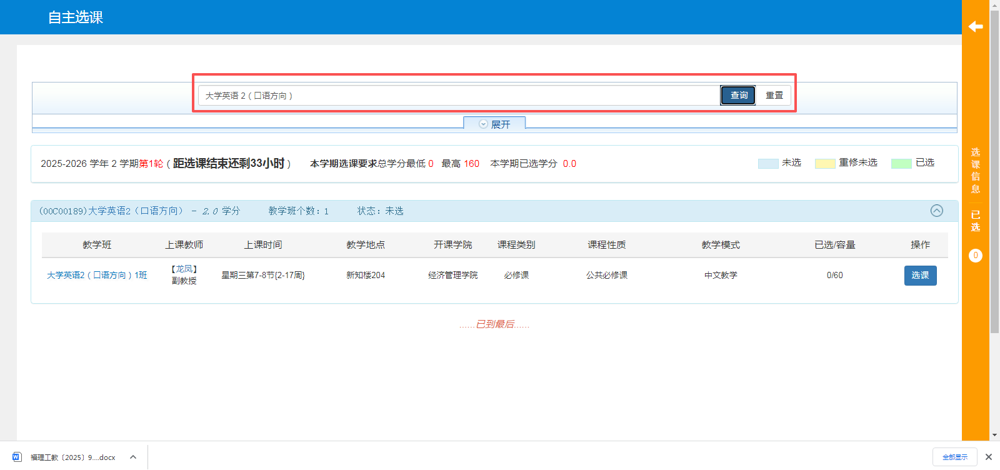 自主选课
大学英语 2（口语方向）
查询
重置
展开
2025-2026 学年 2 学期第1轮（距选课结束还剩33小时） 本学期选课要求总学分最低 0 最高 160 本学期已选学分 0.0
未选 重修未选 已选
(00C00189)大学英语2（口语方向） - 2.0 学分 教学班个数：1 状态：未选
教学班 上课教师 上课时间 教学地点 开课学院 课程类别 课程性质 教学模式 已选/容量 操作
大学英语2（口语方向）1班 【龙凤】 副教授 星期三第7-8节{2-17周} 新知楼204 经济管理学院 必修课 公共必修课 中文教学 0/60 选课
......已到最后......
选课信息
已选
0
福理工教〔2025〕9....docx
全部显示